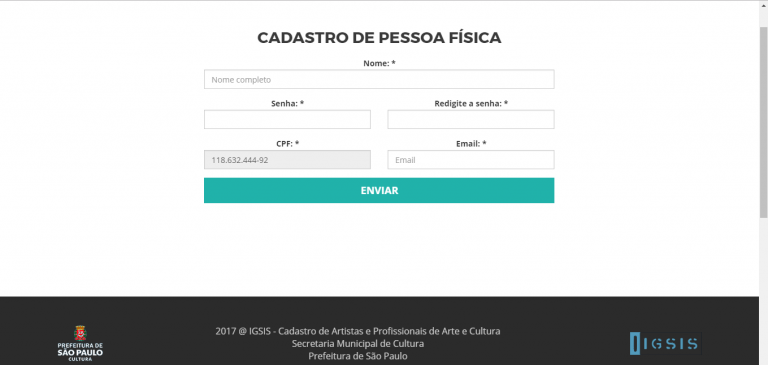 CADASTRO DE PESSOA FÍSICA
Nome: *
Nome completo
Senha: *
Redigite a senha: *
CPF: *
Email: *
118.632.444-92
Email
ENVIAR
PREFEITURA DE
SÃO PAULO
CULTURA
2017 @ IGSIS - Cadastro de Artistas e Profissionais de Arte e Cultura
Secretaria Municipal de Cultura
Prefeitura de São Paulo
IGSIS